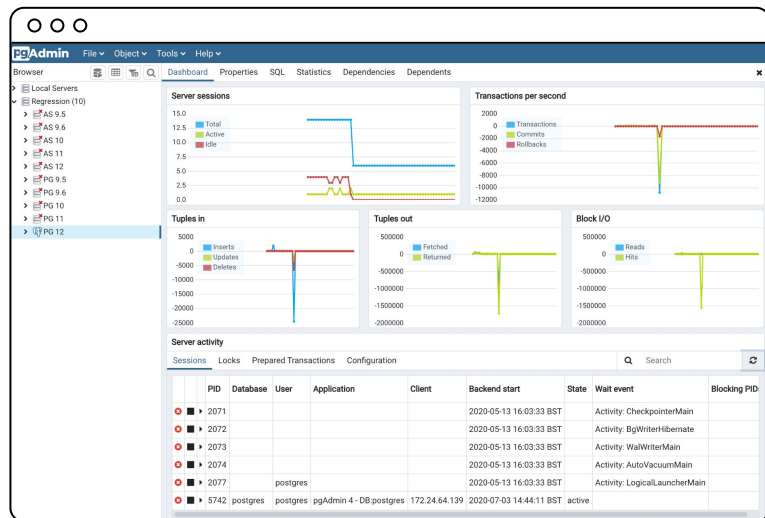 pgAdmin File Object Tools Help
Browser Dashboard Properties SQL Statistics Dependencies Dependents
Local Servers
Regression (10)
AS 9.5
AS 9.6
AS 10
AS 11
AS 12
PG 9.5
PG 9.6
PG 10
PG 11
PG 12
Server sessions
15.0
12.5
10.0
7.5
5.0
2.5
0.0
Total
Active
Idle
Transactions per second
2000
0
-2000
-4000
-6000
-8000
-10000
-12000
Transactions
Commits
Rollbacks
Tuples in
5000
0
-5000
-10000
-15000
-20000
-25000
Inserts
Updates
Deletes
Tuples out
500000
0
-500000
-1000000
-1500000
-2000000
Fetched
Returned
Block I/O
500000
0
-500000
-1000000
-1500000
-2000000
Reads
Hits
Server activity
Sessions Locks Prepared Transactions Configuration Search
PID Database User Application Client Backend start State Wait event Blocking PIDs
2071 2020-05-13 16:03:33 BST Activity: CheckpointerMain
2072 2020-05-13 16:03:33 BST Activity: BgWriterHibernate
2073 2020-05-13 16:03:33 BST Activity: WalWriterMain
2074 2020-05-13 16:03:33 BST Activity: AutoVacuumMain
2077 postgres 2020-05-13 16:03:33 BST Activity: LogicalLauncherMain
5742 postgres postgres pgAdmin 4 - DB:postgres 172.24.64.139 2020-07-03 14:44:11 BST active